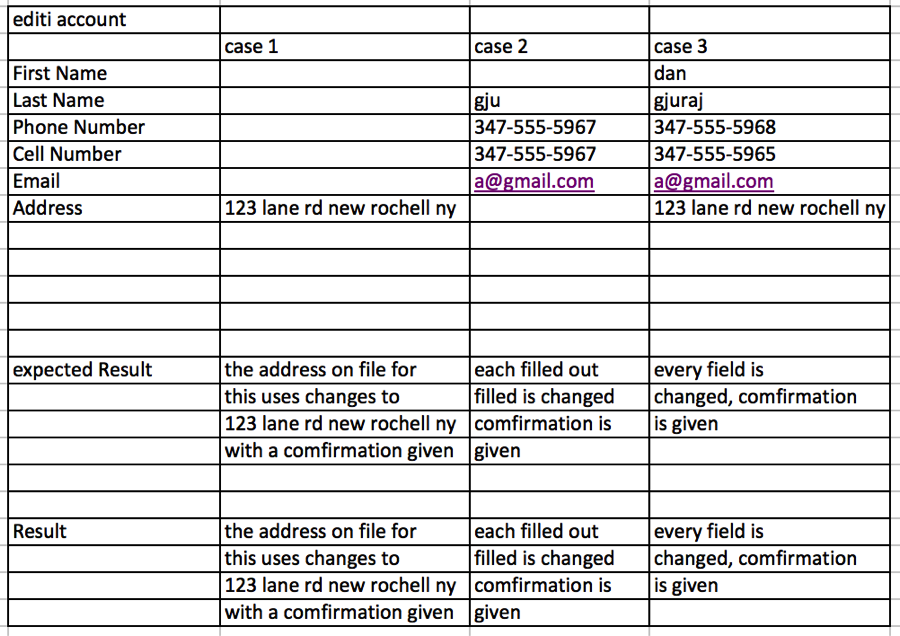 editi account
case 1 case 2 case 3
First Name dan
Last Name gju gjuraj
Phone Number 347-555-5967 347-555-5968
Cell Number 347-555-5967 347-555-5965
Email a@gmail.com a@gmail.com
Address 123 lane rd new rochell ny 123 lane rd new rochell ny
expected Result the address on file for each filled out every field is
this uses changes to filled is changed changed, comfirmation
123 lane rd new rochell ny comfirmation is is given
with a comfirmation given given
Result the address on file for each filled out every field is
this uses changes to filled is changed changed, comfirmation
123 lane rd new rochell ny comfirmation is is given
with a comfirmation given given